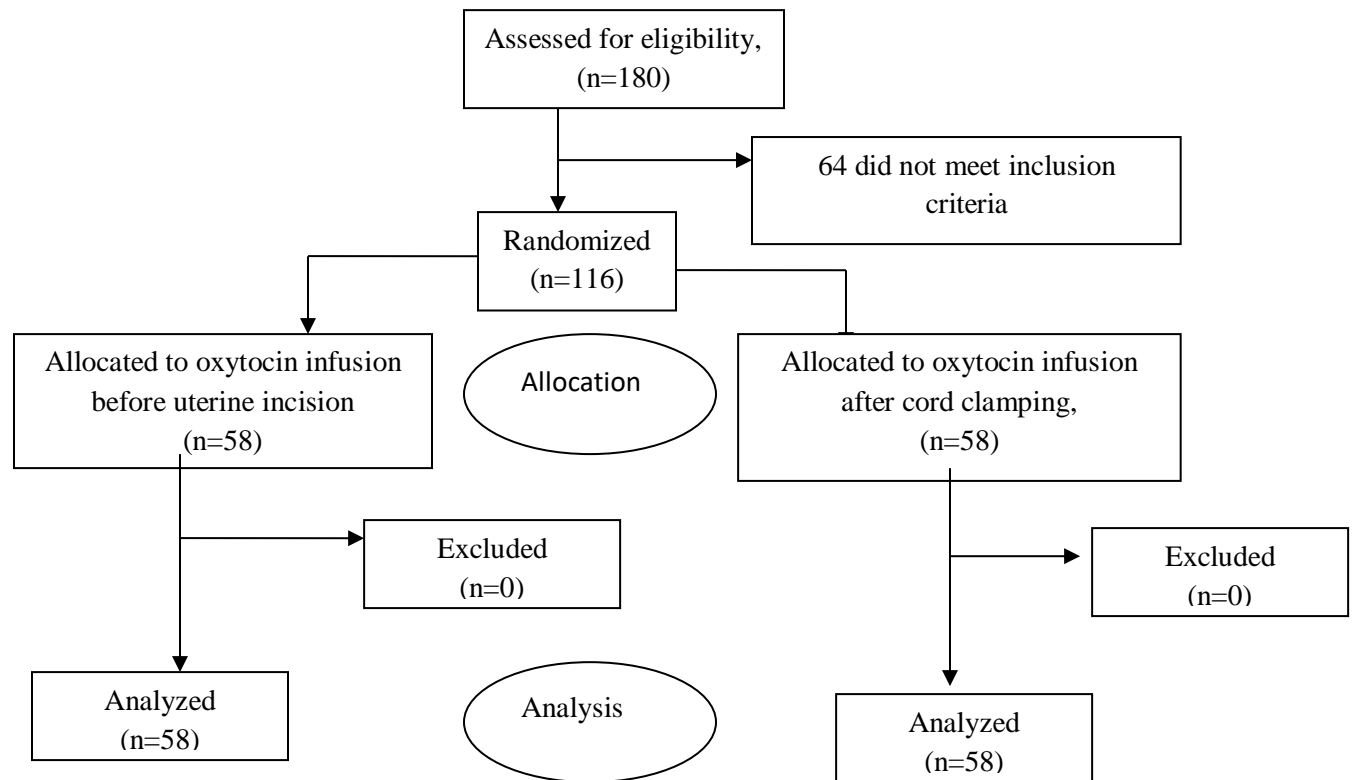 Assessed for eligibility,
(n=180)
64 did not meet inclusion
criteria
Randomized
(n=116)
Allocated to oxytocin infusion
before uterine incision
(n=58)
Allocation
Allocated to oxytocin infusion
after cord clamping,
(n=58)
Excluded
(n=0)
Excluded
(n=0)
Analyzed
(n=58)
Analysis
Analyzed
(n=58)